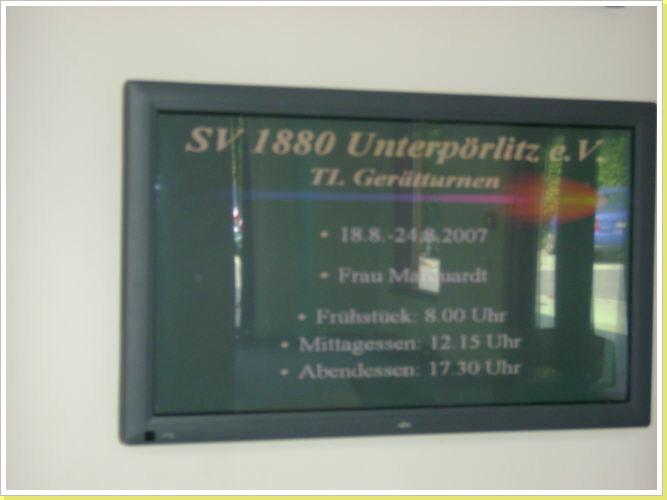 SV 1880 Unterpörlitz e.V.
TL Gerätturnen
• 18.8.-24.8.2007
• Frau Marquardt
• Frühstück: 8.00 Uhr
• Mittagessen: 12.15 Uhr
• Abendessen: 17.30 Uhr